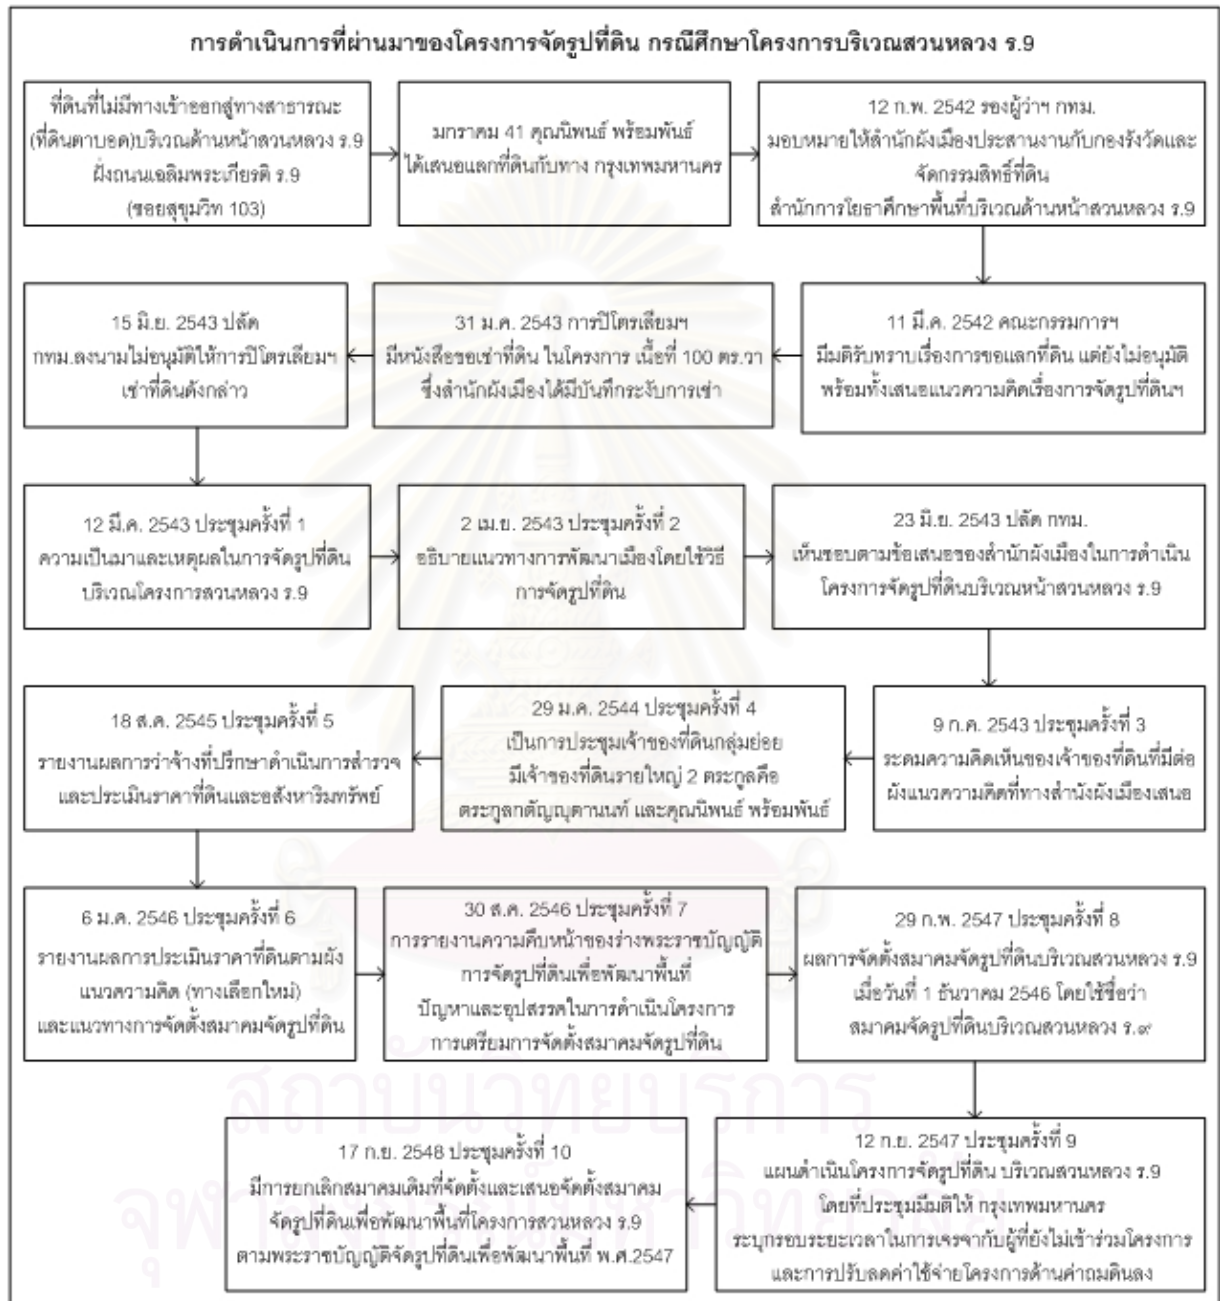 การดำเนินการที่ผ่านมาของโครงการจัดรูปที่ดิน กรณีศึกษาโครงการบริเวณสวนหลวง ร.9
ที่ดินที่ไม่มีทางเข้าออกสู่ทางสาธารณะ
(ที่ดินตาบอด)บริเวณด้านหน้าสวนหลวง ร.9
ฝั่งถนนเฉลิมพระเกียรติ ร.9
(ซอยสุขุมวิท 103)
มกราคม 41 คุณนิพนธ์ พร้อมพันธ์
ได้เสนอแลกที่ดินกับทาง กรุงเทพมหานคร
12 ก.พ. 2542 รองผู้ว่าฯ กทม.
มอบหมายให้สำนักผังเมืองประสานงานกับกองรังวัดและ
จัดกรรมสิทธิ์ที่ดิน
สำนักการโยธาศึกษาพื้นที่บริเวณด้านหน้าสวนหลวง ร.9
11 มี.ค. 2542 คณะกรรมการฯ
มีมติรับทราบเรื่องการขอแลกที่ดิน แต่ยังไม่อนุมัติ
พร้อมทั้งเสนอแนวความคิดเรื่องการจัดรูปที่ดินฯ
31 ม.ค. 2543 การปิโตรเลียมฯ
มีหนังสือขอเช่าที่ดิน ในโครงการ เนื้อที่ 100 ตร.วา
ซึ่งสำนักผังเมืองได้มีบันทึกระงับการเช่า
15 มิ.ย. 2543 ปลัด
กทม.ลงนามไม่อนุมัติให้การปิโตรเลียมฯ
เช่าที่ดินดังกล่าว
12 มี.ค. 2543 ประชุมครั้งที่ 1
ความเป็นมาและเหตุผลในการจัดรูปที่ดิน
บริเวณโครงการสวนหลวง ร.9
2 เม.ย. 2543 ประชุมครั้งที่ 2
อธิบายแนวทางการพัฒนาเมืองโดยใช้วิธี
การจัดรูปที่ดิน
23 มิ.ย. 2543 ปลัด กทม.
เห็นชอบตามข้อเสนอของสำนักผังเมืองในการดำเนิน
โครงการจัดรูปที่ดินบริเวณหน้าสวนหลวง ร.9
9 ก.ค. 2543 ประชุมครั้งที่ 3
ระดมความคิดเห็นของเจ้าของที่ดินที่มีต่อ
ผังแนวความคิดที่ทางสำนังผังเมืองเสนอ
29 ม.ค. 2544 ประชุมครั้งที่ 4
เป็นการประชุมเจ้าของที่ดินกลุ่มย่อย
มีเจ้าของที่ดินรายใหญ่ 2 ตระกูลคือ
ตระกูลกตัญญุตานนท์ และคุณนิพนธ์ พร้อมพันธ์
18 ส.ค. 2545 ประชุมครั้งที่ 5
รายงานผลการว่าจ้างที่ปรึกษาดำเนินการสำรวจ
และประเมินราคาที่ดินและอสังหาริมทรัพย์
6 ม.ค. 2546 ประชุมครั้งที่ 6
รายงานผลการประเมินราคาที่ดินตามผัง
แนวความคิด (ทางเลือกใหม่)
และแนวทางการจัดตั้งสมาคมจัดรูปที่ดิน
30 ส.ค. 2546 ประชุมครั้งที่ 7
การรายงานความคืบหน้าของร่างพระราชบัญญัติ
การจัดรูปที่ดินเพื่อพัฒนาพื้นที่
ปัญหาและอุปสรรคในการดำเนินโครงการ
การเตรียมการจัดตั้งสมาคมจัดรูปที่ดิน
29 ก.พ. 2547 ประชุมครั้งที่ 8
ผลการจัดตั้งสมาคมจัดรูปที่ดินบริเวณสวนหลวง ร.9
เมื่อวันที่ 1 ธันวาคม 2546 โดยใช้ชื่อว่า
สมาคมจัดรูปที่ดินบริเวณสวนหลวง ร.๙
12 ก.ย. 2547 ประชุมครั้งที่ 9
แผนดำเนินโครงการจัดรูปที่ดิน บริเวณสวนหลวง ร.9
โดยที่ประชุมมีมติให้ กรุงเทพมหานคร
ระบุกรอบระยะเวลาในการเจรจากับผู้ที่ยังไม่เข้าร่วมโครงการ
และการปรับลดค่าใช้จ่ายโครงการด้านค่าถมดินลง
17 ก.ย. 2548 ประชุมครั้งที่ 10
มีการยกเลิกสมาคมเดิมที่จัดตั้งและเสนอจัดตั้งสมาคม
จัดรูปที่ดินเพื่อพัฒนาพื้นที่โครงการสวนหลวง ร.9
ตามพระราชบัญญัติจัดรูปที่ดินเพื่อพัฒนาพื้นที่ พ.ศ.2547
สถาบันวิทยบริการ
จุฬาลงกรณ์มหาวิทยาลัย